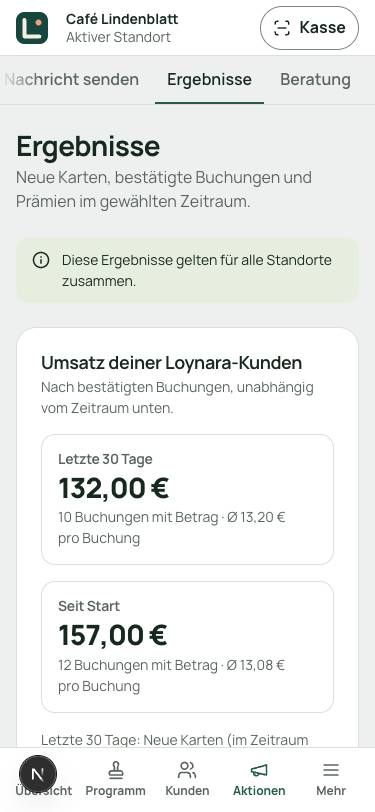 Café Lindenblatt
Aktiver Standort
Kasse
Nachricht senden
Ergebnisse
Beratung
Ergebnisse
Neue Karten, bestätigte Buchungen und
Prämien im gewählten Zeitraum.
Diese Ergebnisse gelten für alle Standorte
zusammen.
Umsatz deiner Loynara-Kunden
Nach bestätigten Buchungen, unabhängig
vom Zeitraum unten.
Letzte 30 Tage
132,00 €
10 Buchungen mit Betrag · Ø 13,20 €
pro Buchung
Seit Start
157,00 €
12 Buchungen mit Betrag · Ø 13,08 €
pro Buchung
Letzte 30 Tage: Neue Karten (im Zeitraum
N
Übersicht
Programm
Kunden
Aktionen
Mehr